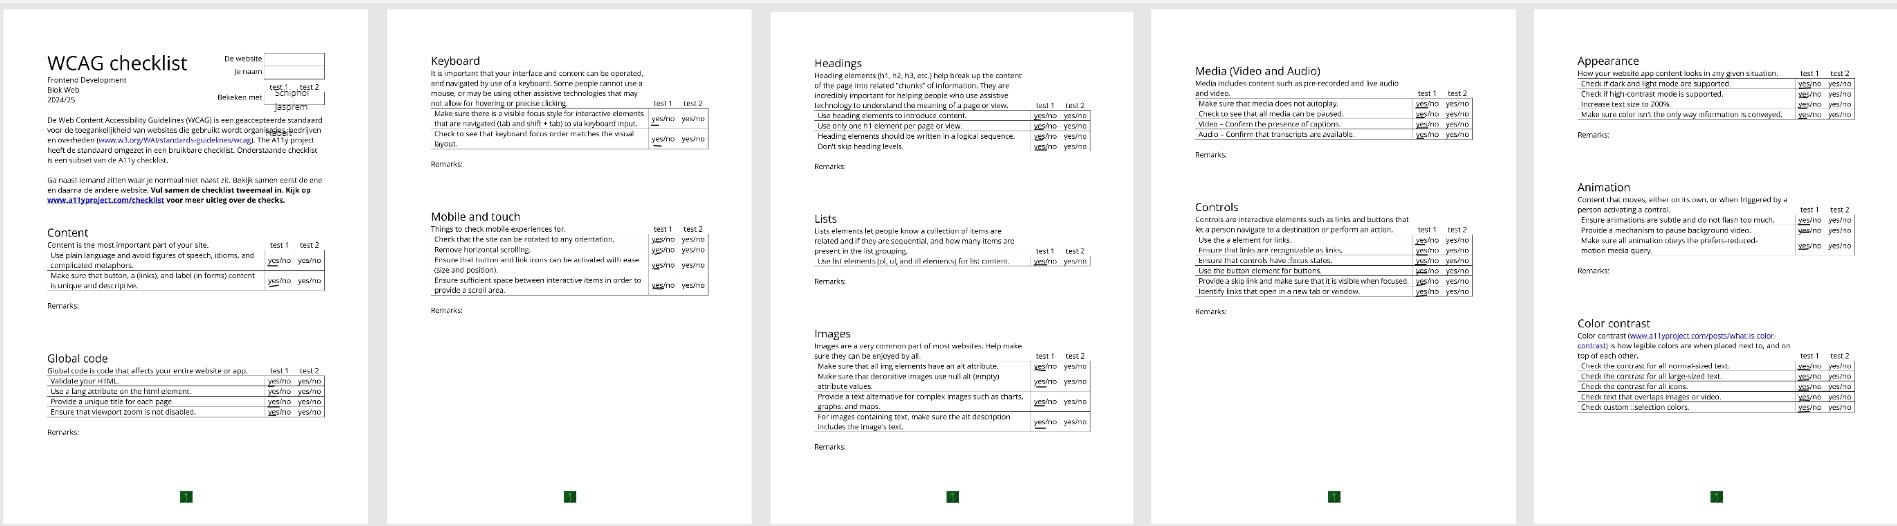 WCAG checklist
Frontend Development
Blok Web
2024/25
De website
Je naam
test 1 test 2
Bekeken met
Schiphol
Jasprem
De Web Content Accessibility Guidelines (WCAG) is een geaccepteerde standaard
voor de toegankelijkheid van websites die gebruikt wordt organisaties, bedrijven
en overheden (www.w3.org/WAI/standards-guidelines/wcag). The A11y project
heeft de standaard omgezet in een bruikbare checklist. Onderstaande checklist
is een subset van de A11y checklist.
Ga naast iemand zitten waar je normaal niet naast zit. Bekijk samen eerst de ene
en daarna de andere website. Vul samen de checklist tweemaal in. Kijk op
www.a11yproject.com/checklist voor meer uitleg over de checks.
Content
Content is the most important part of your site. test 1 test 2
Use plain language and avoid figures of speech, idioms, and
complicated metaphors. yes/no yes/no
Make sure that button, a (links), and label (in forms) content
is unique and descriptive. yes/no yes/no
Remarks:
Global code
Global code is code that affects your entire website or app. test 1 test 2
Validate your HTML. yes/no yes/no
Use a lang attribute on the html element. yes/no yes/no
Provide a unique title for each page. yes/no yes/no
Ensure that viewport zoom is not disabled. yes/no yes/no
Remarks:
1
Keyboard
It is important that your interface and content can be operated,
and navigated by use of a keyboard. Some people cannot use a
mouse, or may be using other assistive technologies that may
not allow for hovering or precise clicking. test 1 test 2
Make sure there is a visible focus style for interactive elements
that are navigated (tab and shift + tab) to via keyboard input. yes/no yes/no
Check to see that keyboard focus order matches the visual
layout. yes/no yes/no
Remarks:
Mobile and touch
Things to check mobile experiences for. test 1 test 2
Check that the site can be rotated to any orientation. yes/no yes/no
Remove horizontal scrolling. yes/no yes/no
Ensure that button and link icons can be activated with ease
(size and position). yes/no yes/no
Ensure sufficient space between interactive items in order to
provide a scroll area. yes/no yes/no
Remarks:
1
Headings
Heading elements (h1, h2, h3, etc.) help break up the content
of the page into related "chunks" of information. They are
incredibly important for helping people who use assistive
technology to understand the meaning of a page or view. test 1 test 2
Use heading elements to introduce content. yes/no yes/no
Use only one h1 element per page or view. yes/no yes/no
Heading elements should be written in a logical sequence. yes/no yes/no
Don't skip heading levels. yes/no yes/no
Remarks:
Lists
Lists elements let people know a collection of items are
related and if they are sequential, and how many items are
present in the list grouping. test 1 test 2
Use list elements (ol, ul, and dl elements) for list content. yes/no yes/no
Remarks:
Images
Images are a very common part of most websites. Help make
sure they can be enjoyed by all. test 1 test 2
Make sure that all img elements have an alt attribute. yes/no yes/no
Make sure that decorative images use null alt (empty)
attribute values. yes/no yes/no
Provide a text alternative for complex images such as charts,
graphs, and maps. yes/no yes/no
For images containing text, make sure the alt description
includes the image's text. yes/no yes/no
Remarks:
1
Media (Video and Audio)
Media includes content such as pre-recorded and live audio
and video. test 1 test 2
Make sure that media does not autoplay. yes/no yes/no
Check to see that all media can be paused. yes/no yes/no
Video – Confirm the presence of captions. yes/no yes/no
Audio – Confirm that transcripts are available. yes/no yes/no
Remarks:
Controls
Controls are interactive elements such as links and buttons that
let a person navigate to a destination or perform an action. test 1 test 2
Use the a element for links. yes/no yes/no
Ensure that links are recognizable as links. yes/no yes/no
Ensure that controls have :focus states. yes/no yes/no
Use the button element for buttons. yes/no yes/no
Provide a skip link and make sure that it is visible when focused. yes/no yes/no
Identify links that open in a new tab or window. yes/no yes/no
Remarks:
1
Appearance
How your website app content looks in any given situation. test 1 test 2
Check if dark and light mode are supported. yes/no yes/no
Check if high-contrast mode is supported. yes/no yes/no
Increase text size to 200%. yes/no yes/no
Make sure color isn't the only way information is conveyed. yes/no yes/no
Remarks:
Animation
Content that moves, either on its own, or when triggered by a
person activating a control. test 1 test 2
Ensure animations are subtle and do not flash too much. yes/no yes/no
Provide a mechanism to pause background video. yes/no yes/no
Make sure all animation obeys the prefers-reduced-
motion media query. yes/no yes/no
Remarks:
Color contrast
Color contrast (www.a11yproject.com/posts/what-is-color-
contrast) is how legible colors are when placed next to, and on
top of each other. test 1 test 2
Check the contrast for all normal-sized text. yes/no yes/no
Check the contrast for all large-sized text. yes/no yes/no
Check the contrast for all icons. yes/no yes/no
Check text that overlaps images or video. yes/no yes/no
Check custom ::selection colors. yes/no yes/no
Remarks:
1